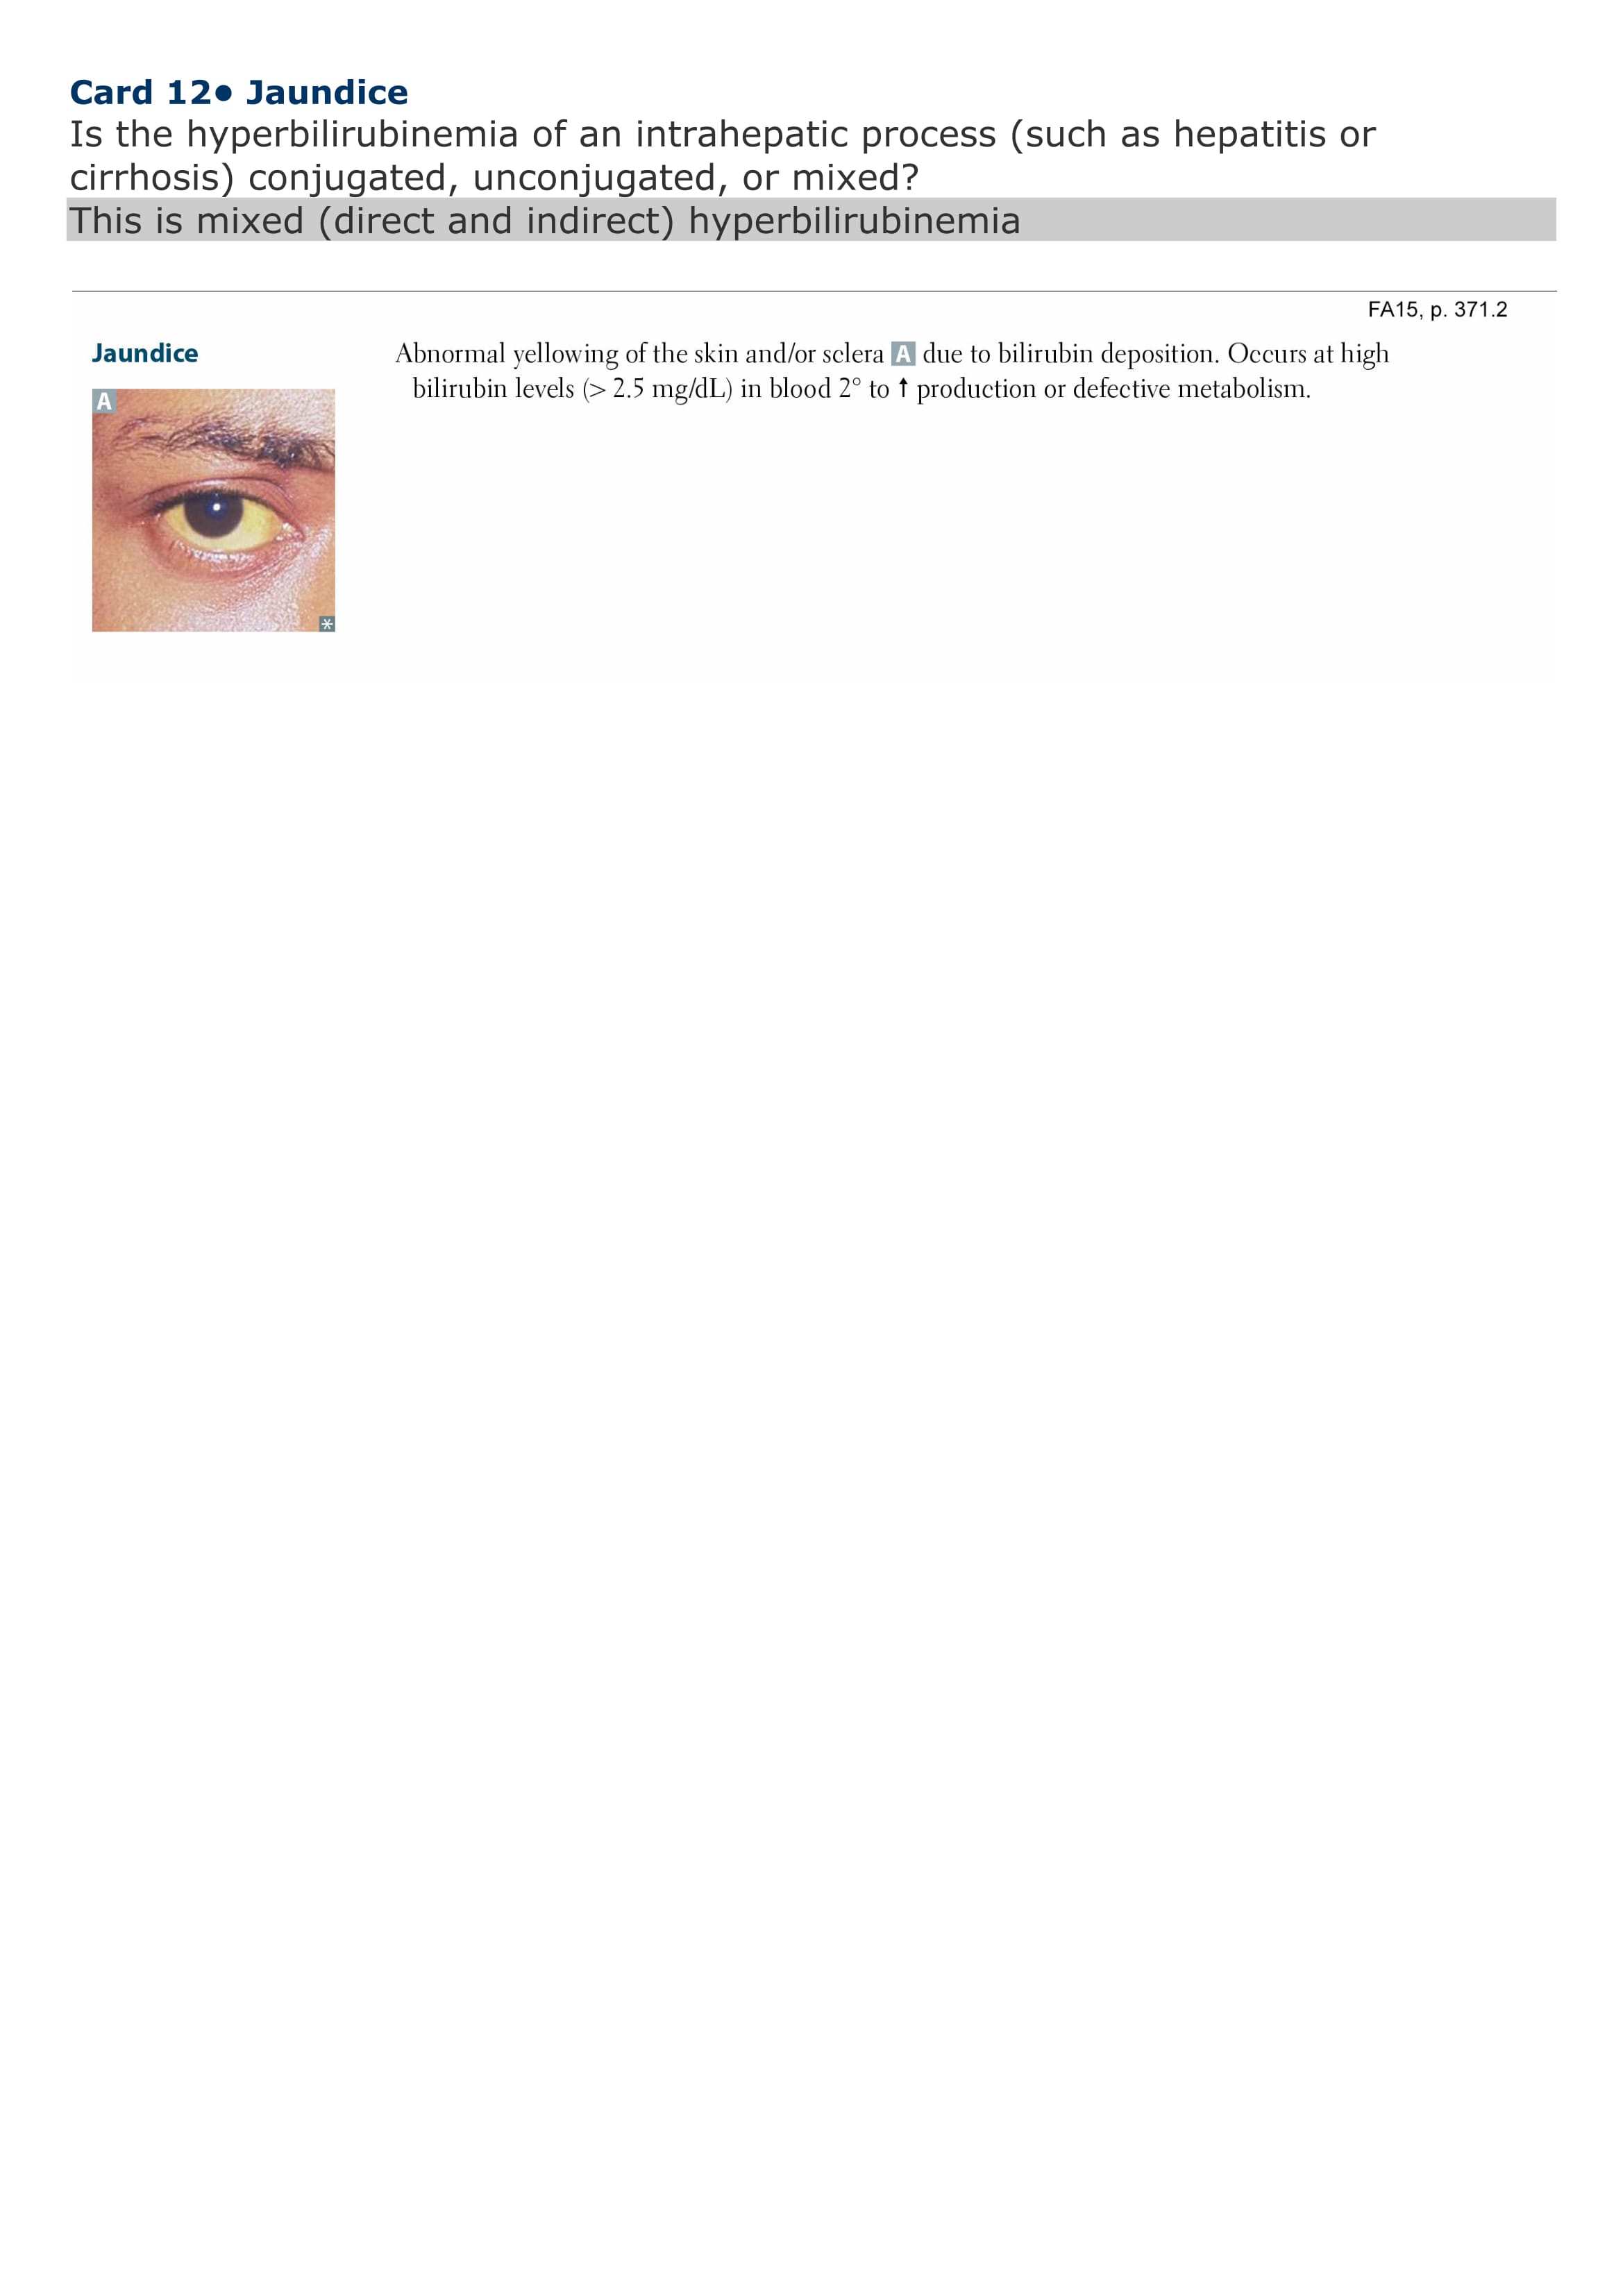 Card 12● Jaundice
Is the hyperbilirubinemia of an intrahepatic process (such as hepatitis or
cirrhosis) conjugated, unconjugated, or mixed?
This is mixed (direct and indirect) hyperbilirubinemia
FA15, p. 371.2
Jaundice
Abnormal yellowing of the skin and/or sclera A due to bilirubin deposition. Occurs at high
bilirubin levels (> 2.5 mg/dL) in blood 2° to ↑ production or defective metabolism.
A
*